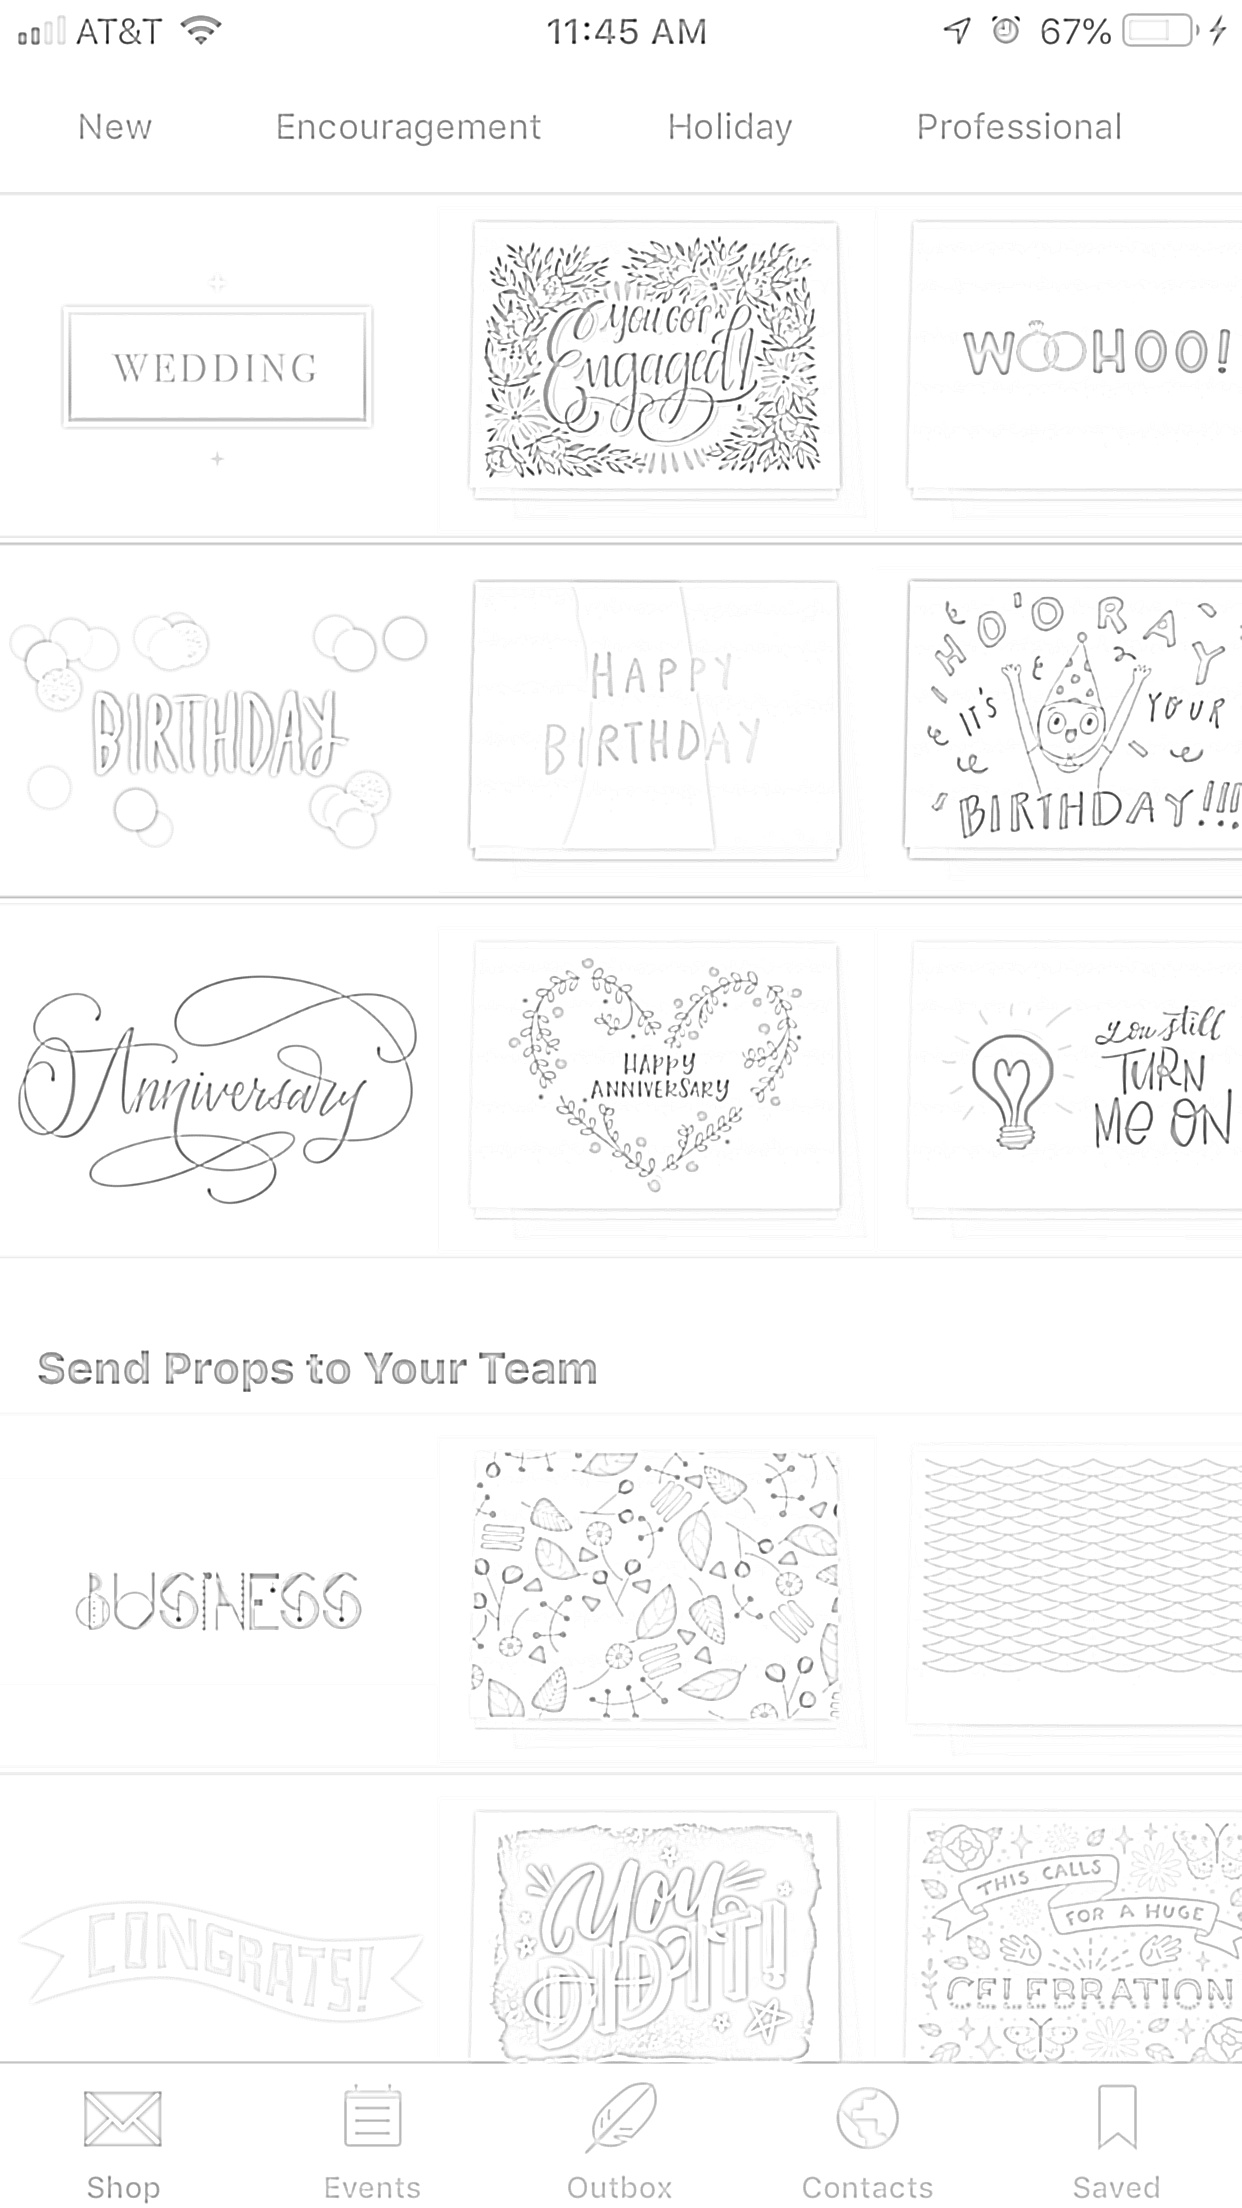 AT&T 11:45 AM 67%
New Encouragement Holiday Professional
WEDDING
You Got
Engaged!
WOOHOO!
BIRTHDAY
HAPPY
BIRTHDAY
HOORAY
IT'S YOUR
BIRTHDAY!!!
Anniversary
HAPPY
ANNIVERSARY
you still
TURN
ME ON
Send Props to Your Team
BUSINESS
CONGRATS!
You
DID IT!
THIS CALLS
FOR A HUGE
CELEBRATION
Shop Events Outbox Contacts Saved